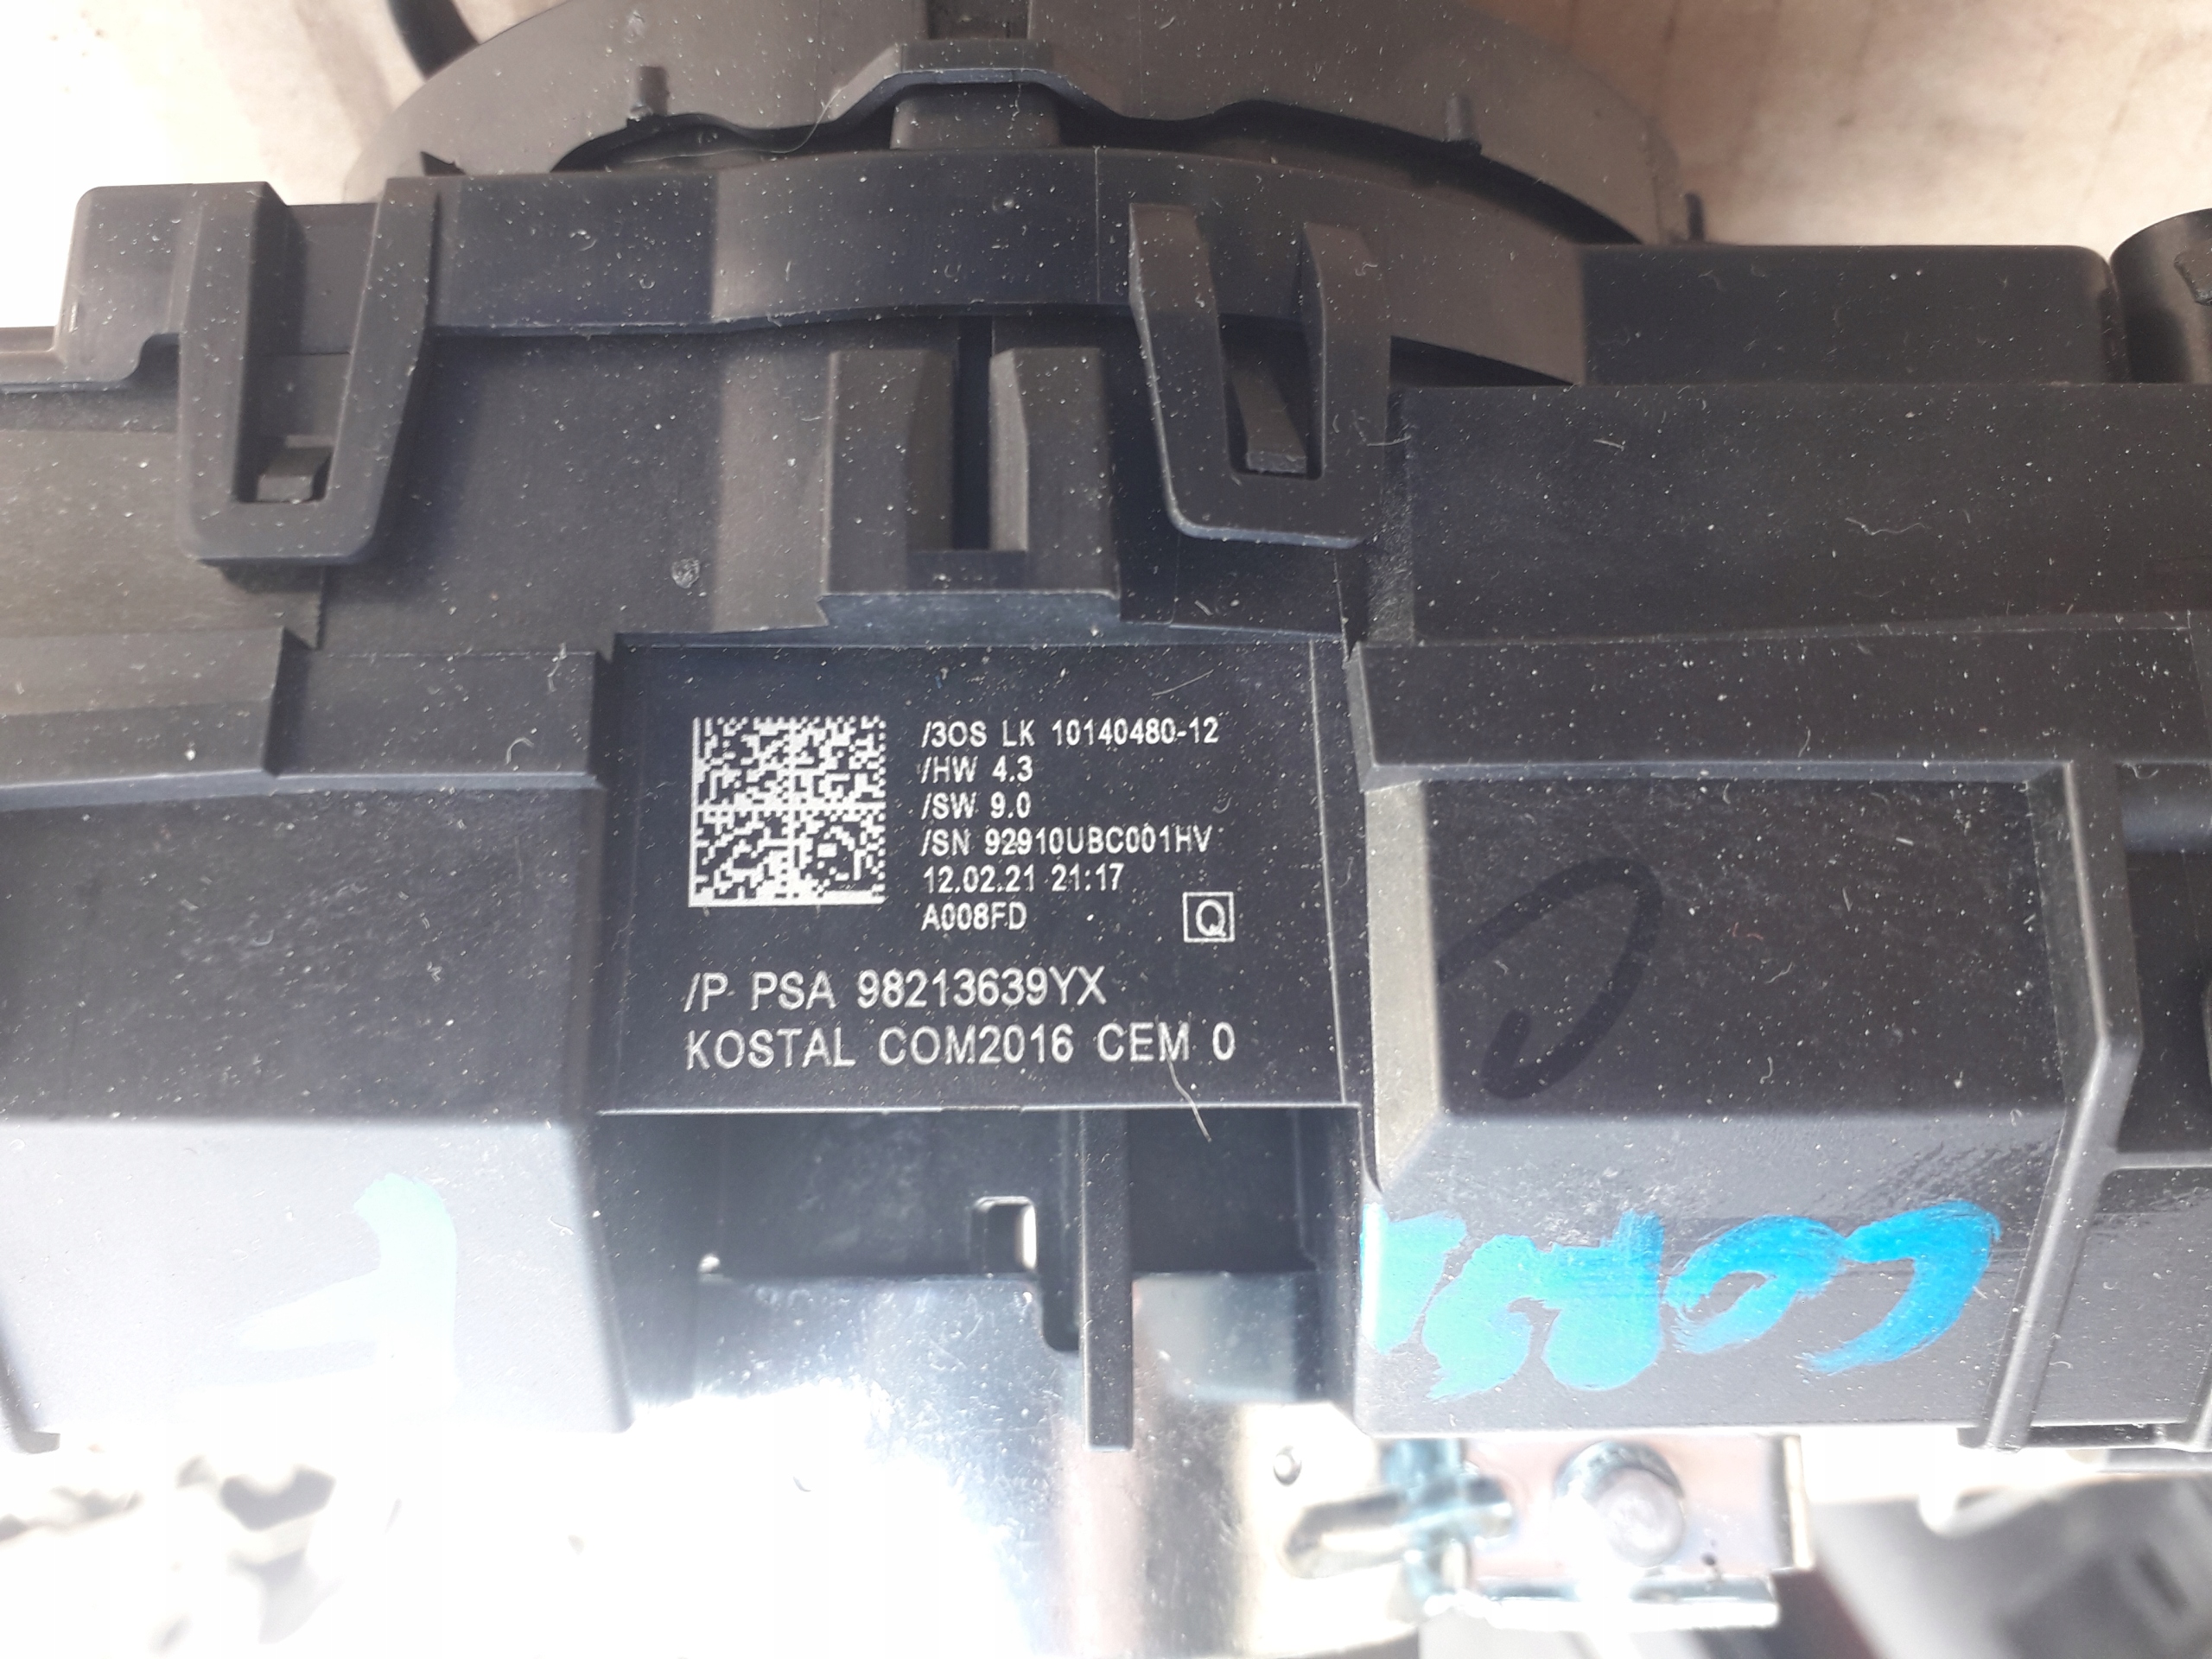 /3OS LK 10140480-12
/HW 4.3
/SW 9.0
/SN 92910UBC001HV
12.02.21 21:17
A008FD
Q
/P PSA 98213639YX
KOSTAL COM2016 CEM 0